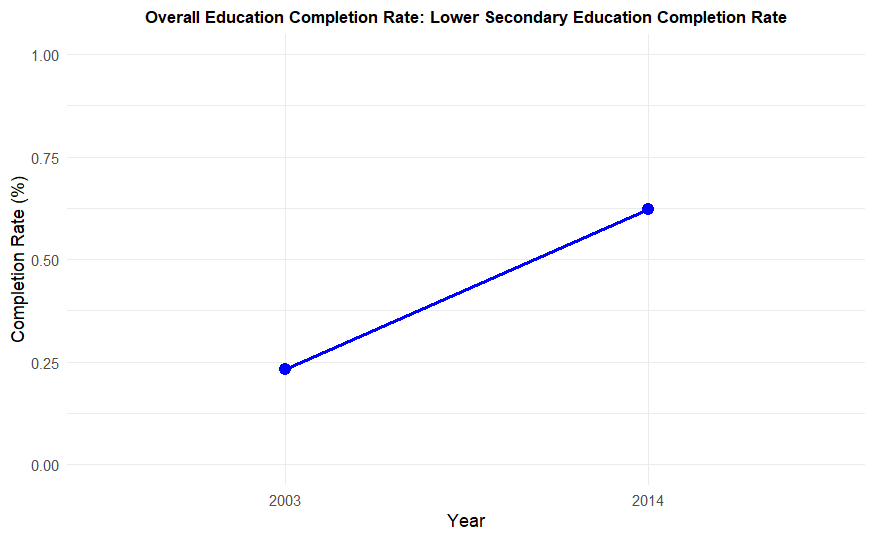 Overall Education Completion Rate: Lower Secondary Education Completion Rate
Completion Rate (%)
1.00
0.75
0.50
0.25
0.00
2003 2014
Year